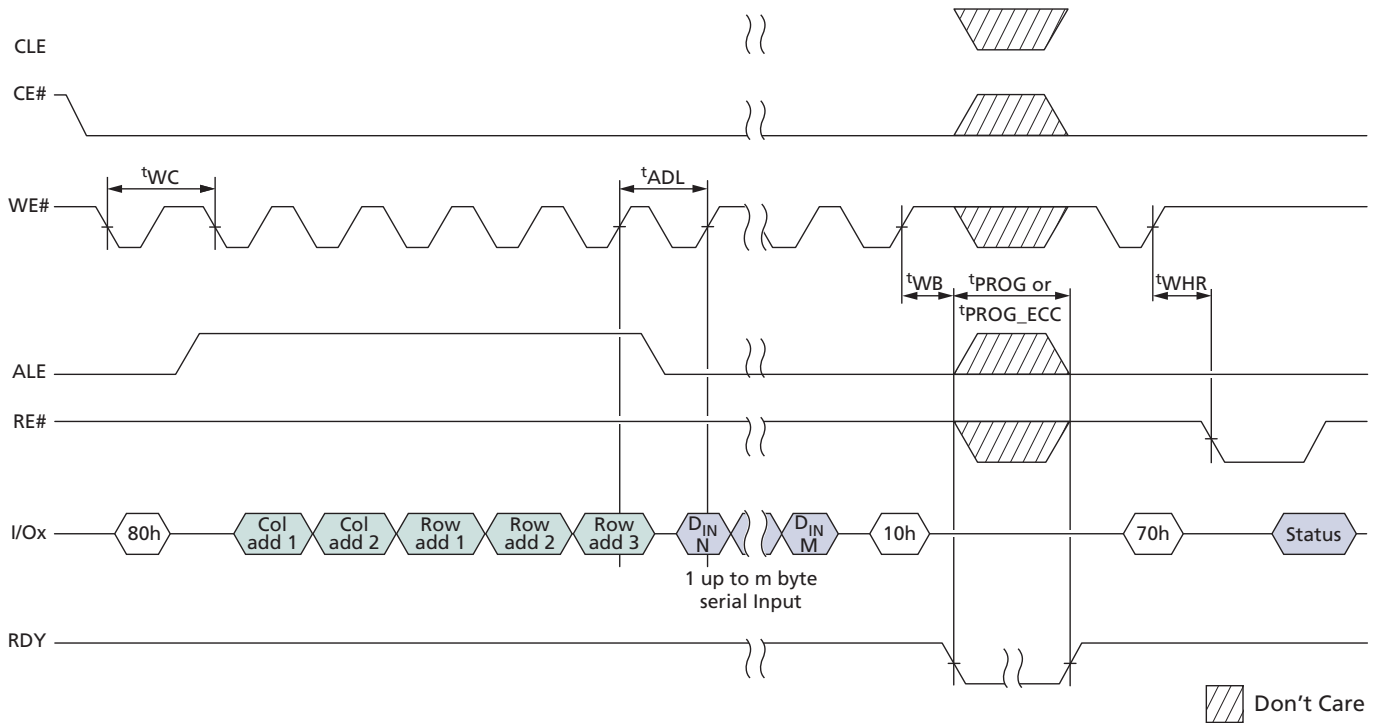 CLE
CE#
tWC
tADL
WE#
tWB
tPROG or
tPROG_ECC
tWHR
ALE
RE#
I/Ox
80h
Col
add 1
Col
add 2
Row
add 1
Row
add 2
Row
add 3
DIN
N
DIN
M
10h
70h
Status
1 up to m byte
serial Input
RDY
Don't Care